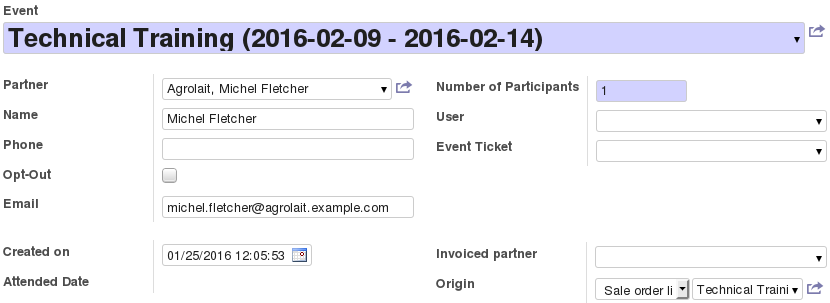 Event
Technical Training (2016-02-09 - 2016-02-14)
Partner
Agrolait, Michel Fletcher
Number of Participants
1
Name
Michel Fletcher
User
Phone
Event Ticket
Opt-Out
Email
michel.fletcher@agrolait.example.com
Created on
01/25/2016 12:05:53
Invoiced partner
Attended Date
Origin
Sale order li
Technical Traini